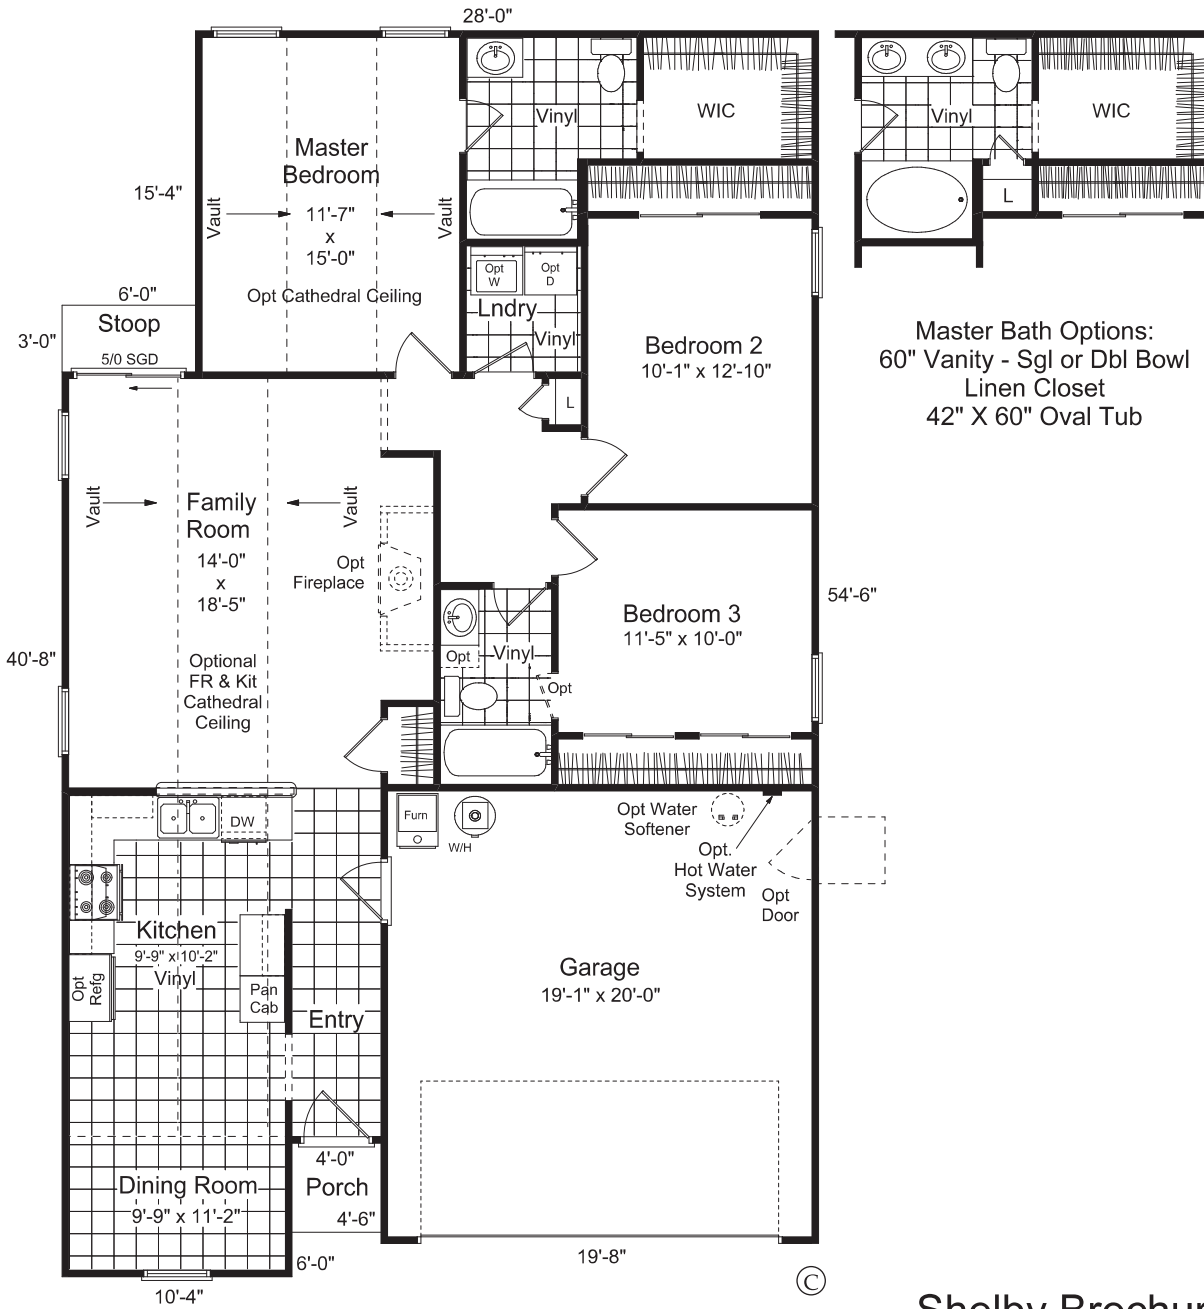 28'-0"
Master
Bedroom
11'-7"
x
15'-0"
Vault
Vault
Opt Cathedral Ceiling
15'-4"
Vinyl
WIC
Vinyl
WIC
L
Opt
W
Opt
D
Lndry
Vinyl
L
6'-0"
Stoop
3'-0"
5/0 SGD
Bedroom 2
10'-1" x 12'-10"
Master Bath Options:
60" Vanity - Sgl or Dbl Bowl
Linen Closet
42" X 60" Oval Tub
Vault
Vault
Family
Room
14'-0"
x
18'-5"
Opt
Fireplace
Optional
FR & Kit
Cathedral
Ceiling
40'-8"
Bedroom 3
11'-5" x 10'-0"
54'-6"
Opt
Vinyl
Opt
DW
Furn
W/H
Opt Water
Softener
Opt.
Hot Water
System
Opt
Door
Kitchen
9'-9" x 10'-2"
Vinyl
Opt
Refg
Pan
Cab
Entry
Garage
19'-1" x 20'-0"
Dining Room
9'-9" x 11'-2"
4'-0"
Porch
4'-6"
6'-0"
19'-8"
10'-4"
©
Shelby